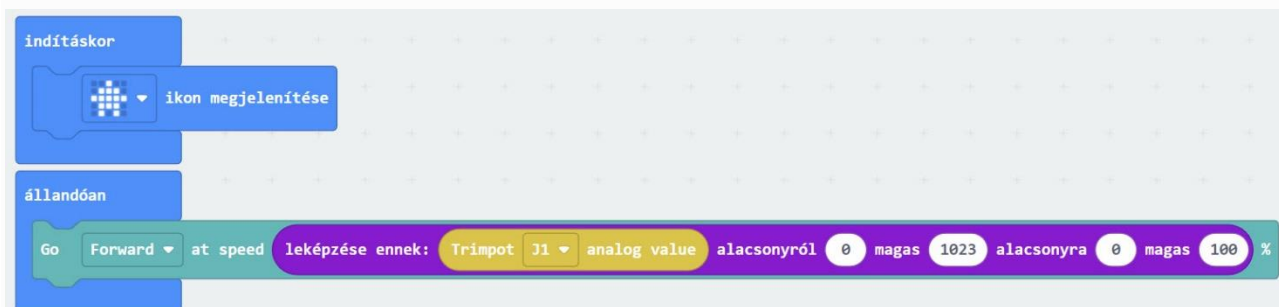 indításkor
ikon megjelenítése
állandóan
Go Forward at speed leképzése ennek: Trimpot J1 analog value alacsonyról 0 magas 1023 alacsonyra 0 magas 100 %